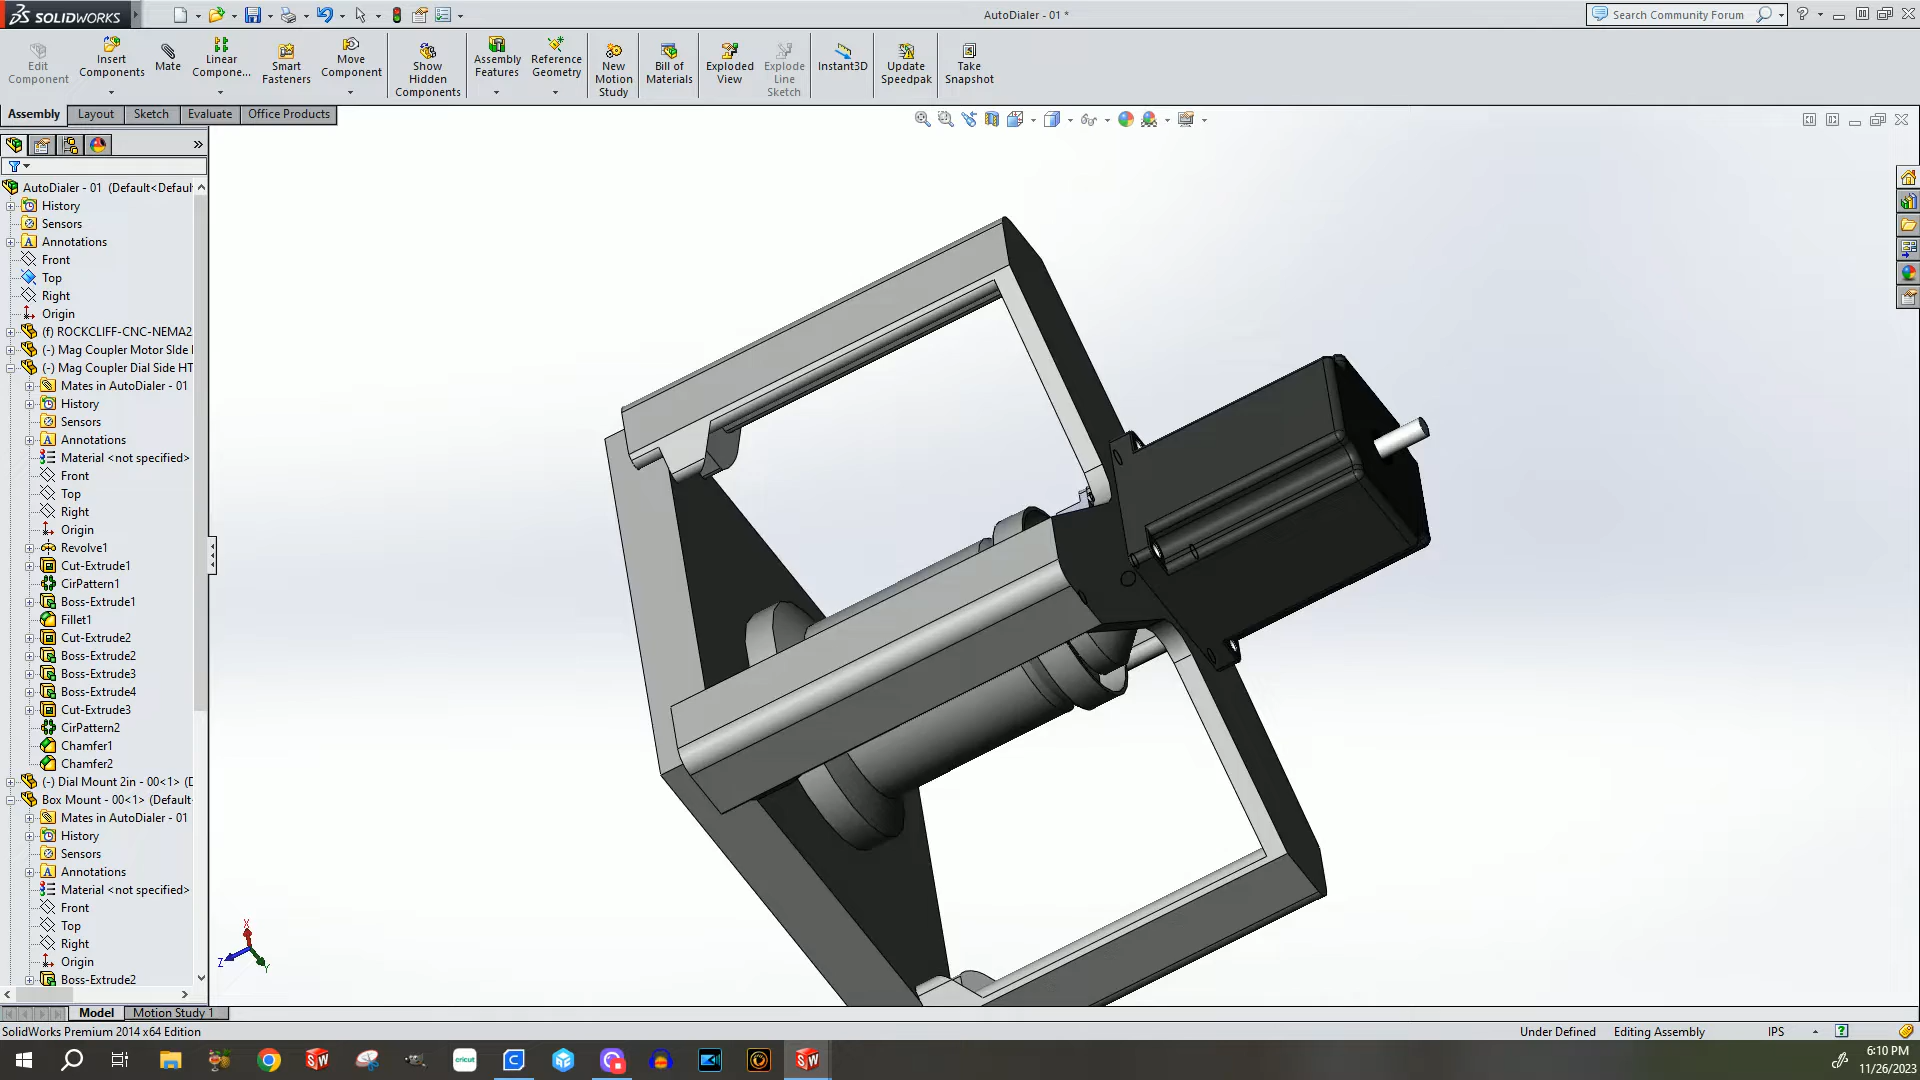 SOLIDWORKS
AutoDialer - 01 *
Search Community Forum
Edit Component
Insert Components
Mate
Linear Compone...
Smart Fasteners
Move Component
Show Hidden Components
Assembly Features
Reference Geometry
New Motion Study
Bill of Materials
Exploded View
Explode Line Sketch
Instant3D
Update Speedpak
Take Snapshot
Assembly
Layout
Sketch
Evaluate
Office Products
AutoDialer - 01 (Default<Defaul
History
Sensors
Annotations
Front
Top
Right
Origin
(f) ROCKCLIFF-CNC-NEMA2
(-) Mag Coupler Motor SIde
(-) Mag Coupler Dial Side HT
Mates in AutoDialer - 01
History
Sensors
Annotations
Material <not specified>
Front
Top
Right
Origin
Revolve1
Cut-Extrude1
CirPattern1
Boss-Extrude1
Fillet1
Cut-Extrude2
Boss-Extrude2
Boss-Extrude3
Boss-Extrude4
Cut-Extrude3
CirPattern2
Chamfer1
Chamfer2
(-) Dial Mount 2in - 00<1> (D
Box Mount - 00<1> (Default
Mates in AutoDialer - 01
History
Sensors
Annotations
Material <not specified>
Front
Top
Right
Origin
Boss-Extrude2
X
Z
Y
Model
Motion Study 1
SolidWorks Premium 2014 x64 Edition
Under Defined
Editing Assembly
IPS
cricut
SW
SW
6:10 PM
11/26/2023